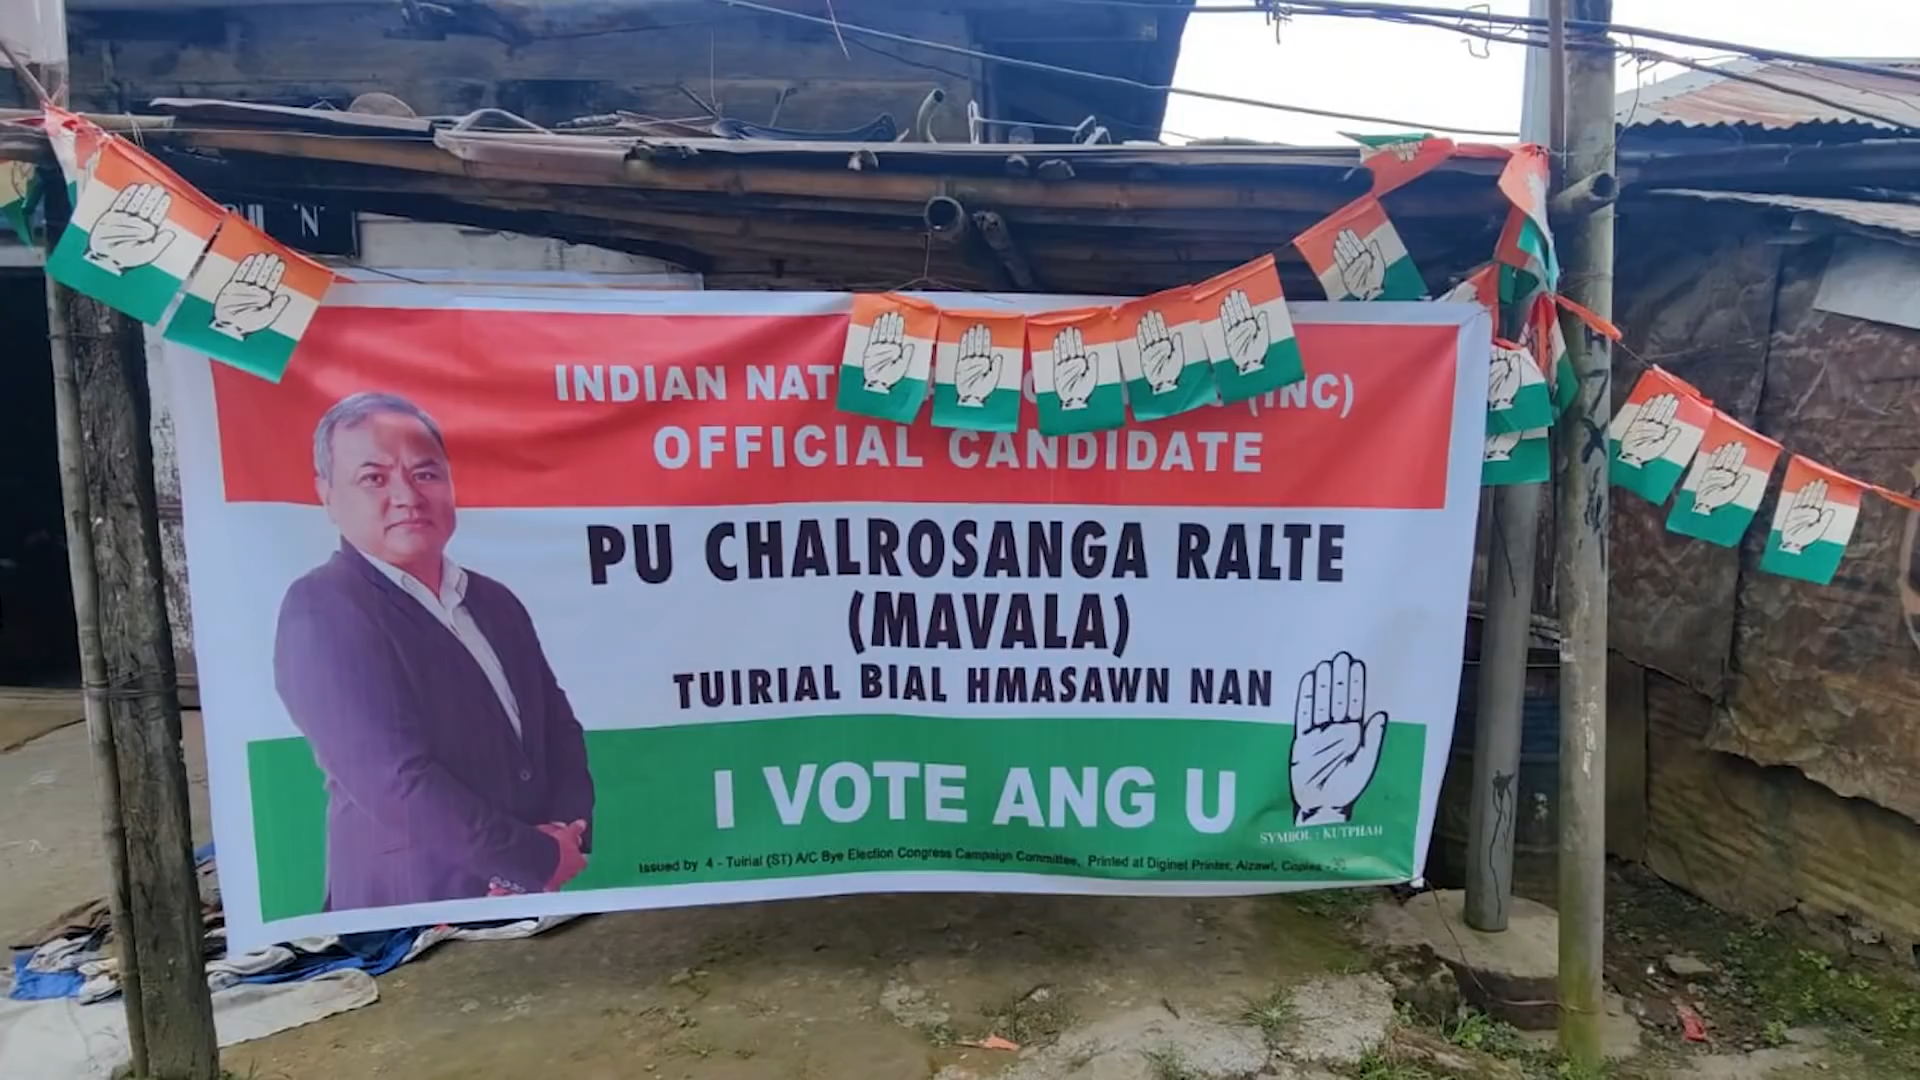 'N'
INDIAN (INC)
OFFICIAL CANDIDATE
PU CHALROSANGA RALTE
(MAVALA)
TUIRIAL BIAL HMASAWN NAN
I VOTE ANG U
SYMBOL : KUTPHAH
Issued by 4 - Tuirial (ST) A/C Bye Election Congress Campaign Committee, Printed at Diginet Printer, Aizawl, Copies -